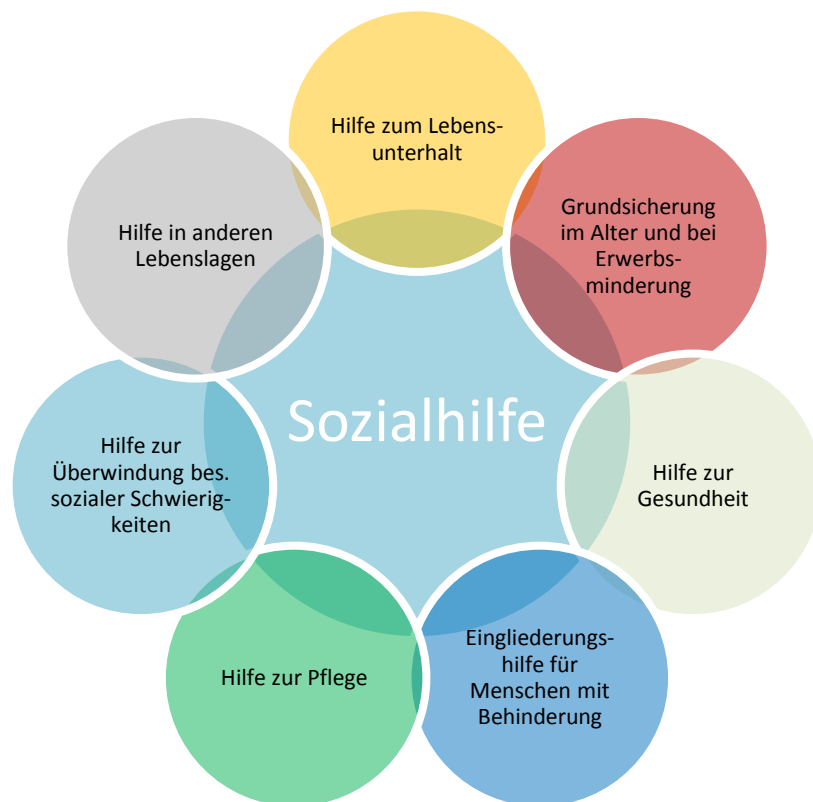 Hilfe zum Lebens-
unterhalt
Grundsicherung
im Alter und bei
Erwerbs-
minderung
Hilfe zur
Gesundheit
Eingliederungs-
hilfe für
Menschen mit
Behinderung
Hilfe zur Pflege
Hilfe zur
Überwindung bes.
sozialer Schwierig-
keiten
Hilfe in anderen
Lebenslagen
Sozialhilfe